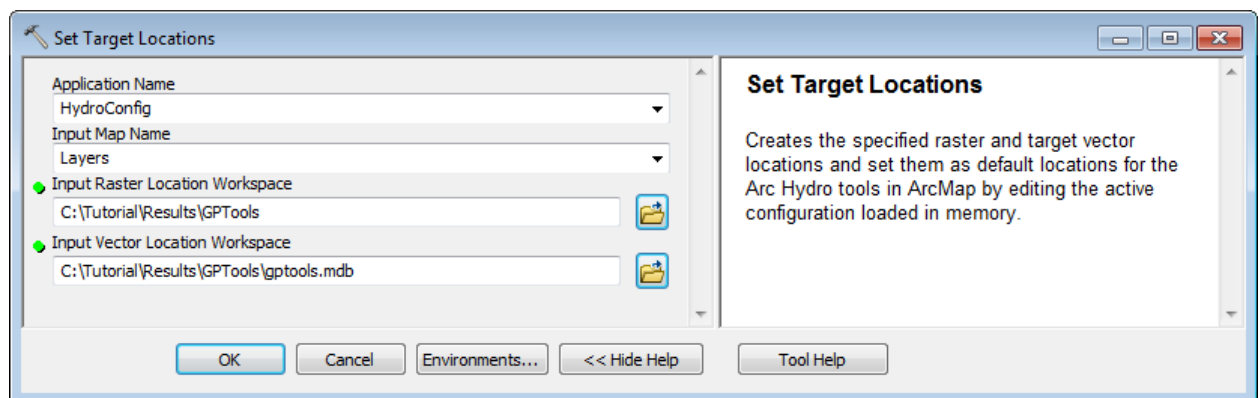 Set Target Locations
Application Name
HydroConfig
Input Map Name
Layers
Input Raster Location Workspace
C:\Tutorial\Results\GPTools
Input Vector Location Workspace
C:\Tutorial\Results\GPTools\gptools.mdb
Set Target Locations
Creates the specified raster and target vector
locations and set them as default locations for the
Arc Hydro tools in ArcMap by editing the active
configuration loaded in memory.
OK
Cancel
Environments...
<< Hide Help
Tool Help